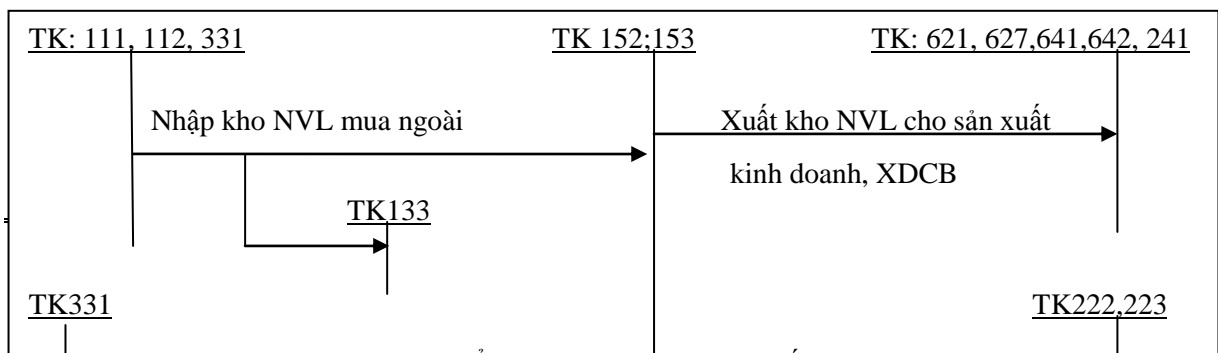 TK: 111, 112, 331 TK 152;153 TK: 621, 627,641,642, 241
Nhập kho NVL mua ngoài Xuất kho NVL cho sản xuất
kinh doanh, XDCB
TK133
TK331 TK222,223